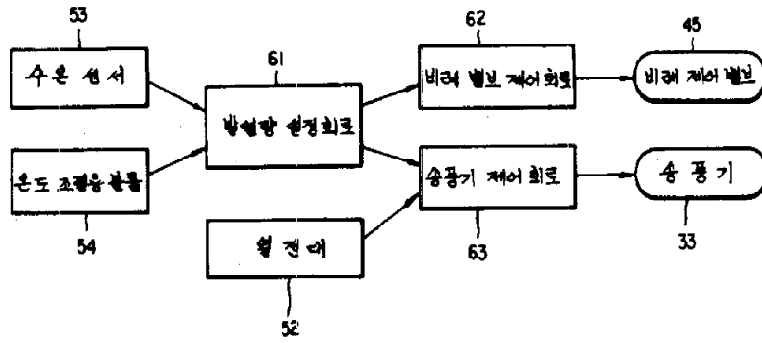 53
수온 센서
온도 조절용 볼륨
54
61
발열량 설정회로
열전대
52
62
비례 밸브 제어회로
송풍기 제어 회로
63
45
비례 제어 밸브
송풍기
33